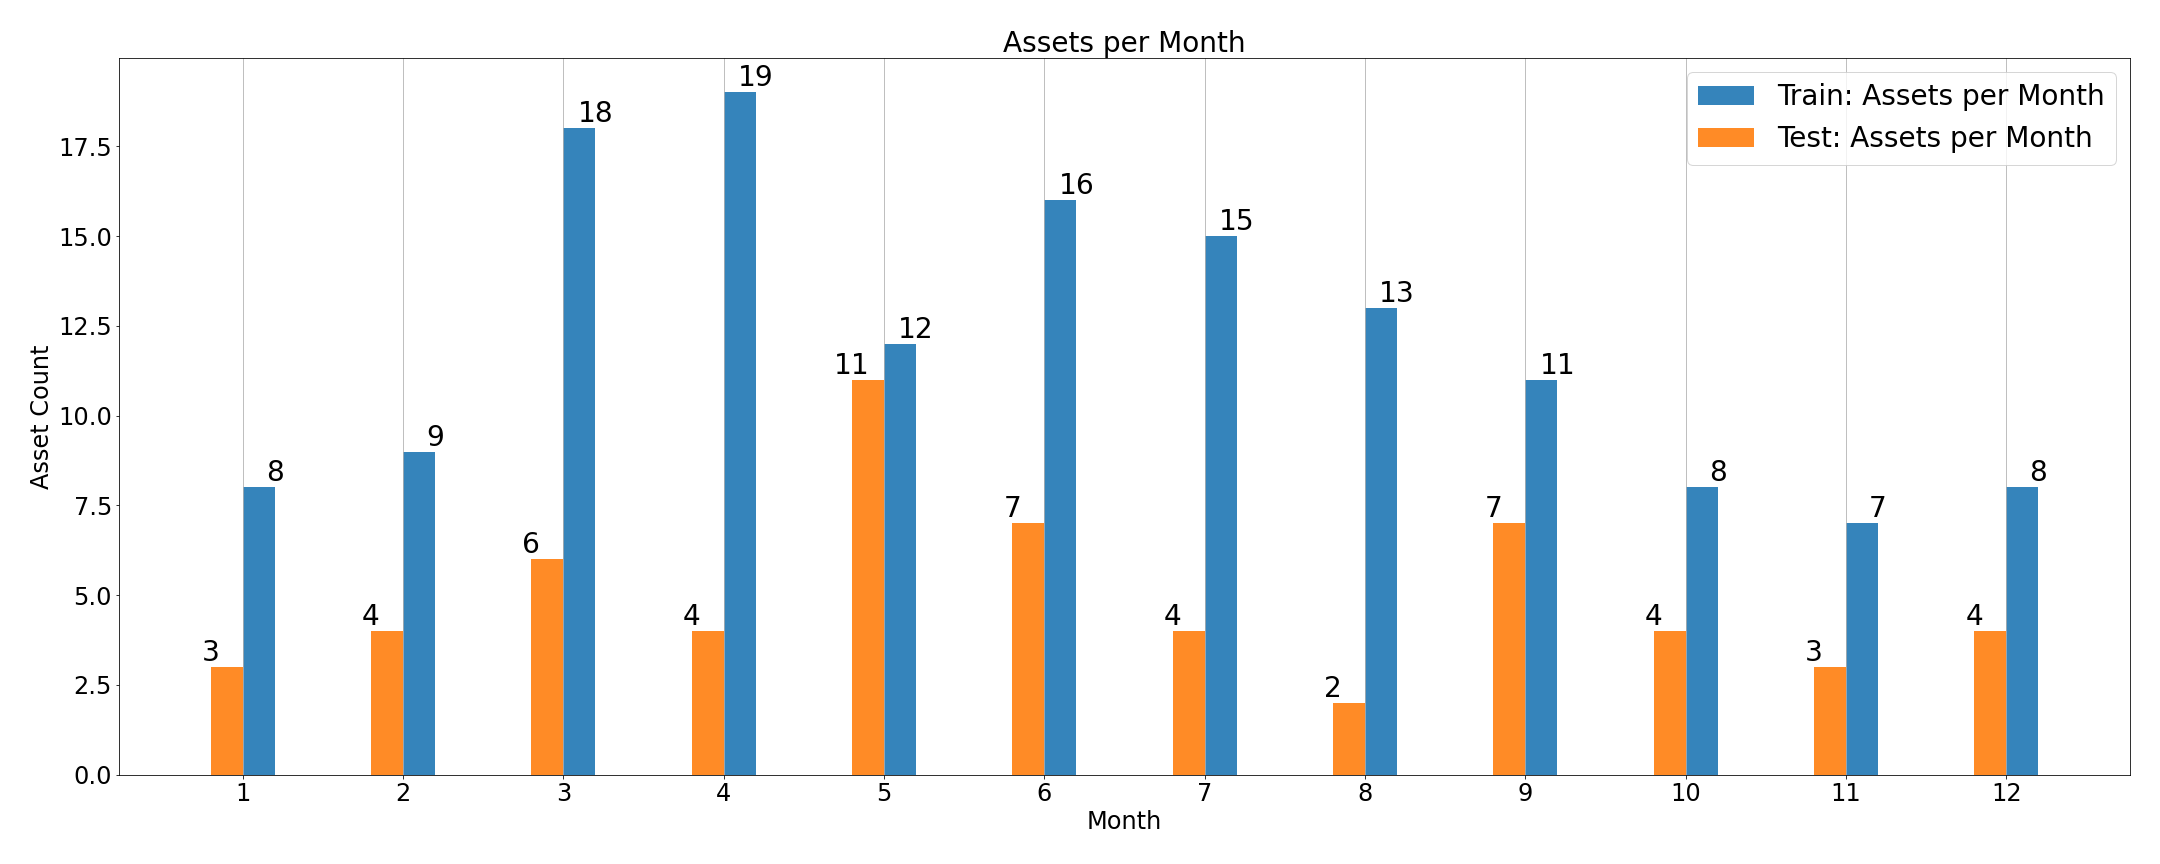 Assets per Month
Train: Assets per Month
Test: Assets per Month
Asset Count
17.5
15.0
12.5
10.0
7.5
5.0
2.5
0.0
3 8 4 9 6 18 4 19 11 12 7 16 4 15 2 13 7 11 4 8 3 7 4 8
1 2 3 4 5 6 7 8 9 10 11 12
Month